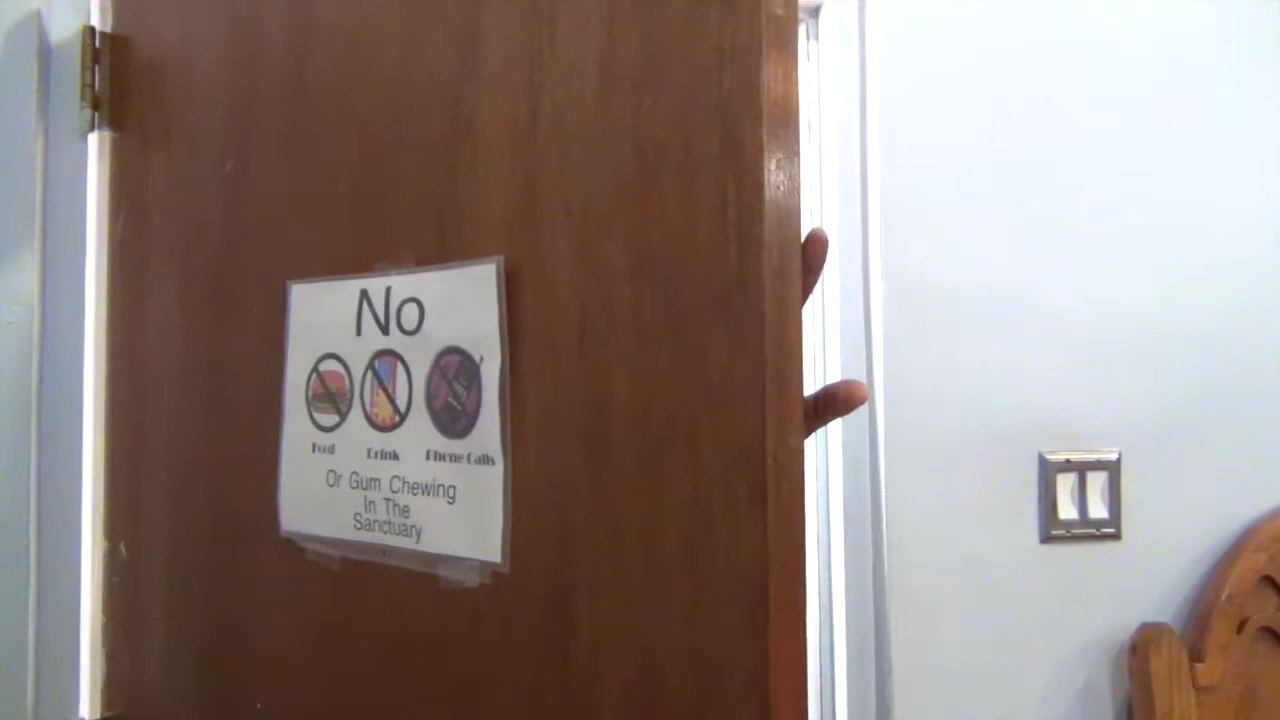 No
Food Drink Phone Calls
Or Gum Chewing
In The
Sanctuary